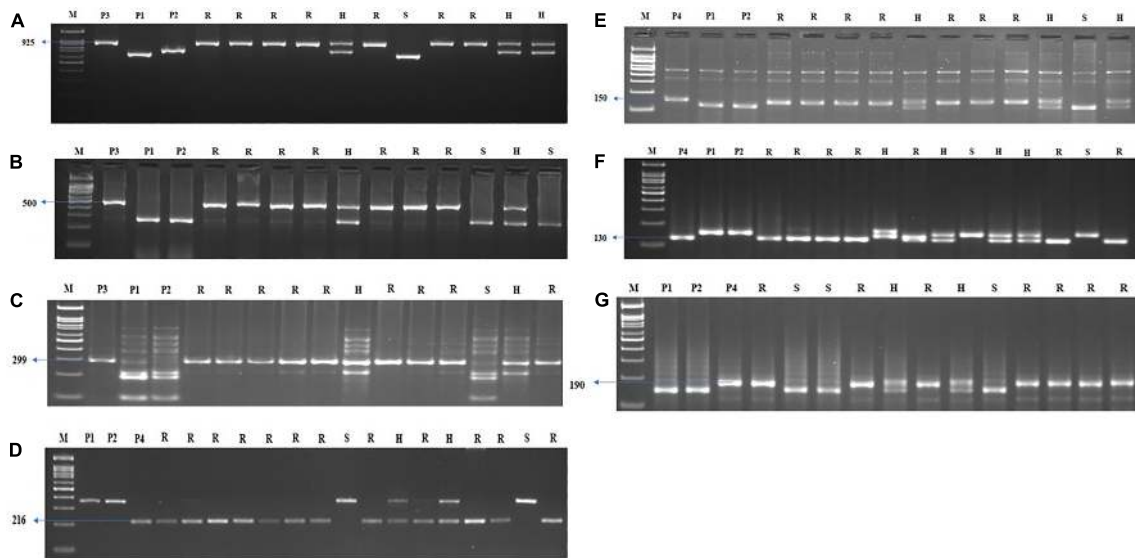 A
M P3 P1 P2 R R R R H R S R R H H
925
B
M P3 P1 P2 R R R R H R R R S H S
500
C
M P3 P1 P2 R R R R R H R R R S H R
299
D
M P1 P2 P4 R R R R R R R S R H R H R R S R
216
E
M P4 P1 P2 R R R R H R R R H S H
150
F
M P4 P1 P2 R R R R H R H S H H R S R
130
G
M P1 P2 P4 R S S R H R H S R R R R
190